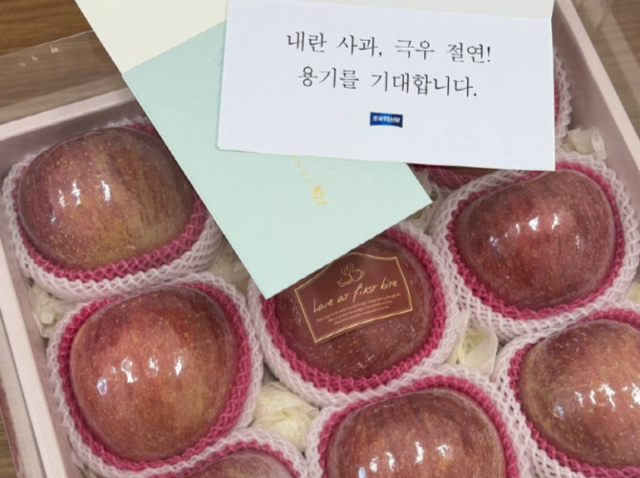 내란 사과, 극우 절연!
용기를 기대합니다.
Love at first bite